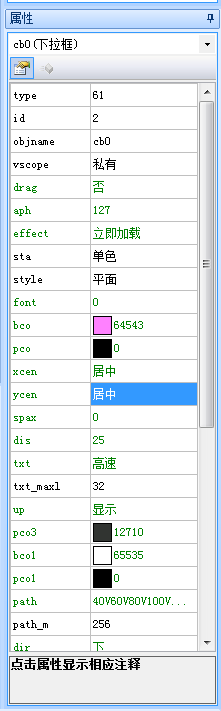 属性
cb0(下拉框)
type 61
id 2
objname cb0
vscope 私有
drag 否
aph 127
effect 立即加载
sta 单色
style 平面
font 0
bco 64543
pco 0
xcen 居中
ycen 居中
spax 0
dis 25
txt 高速
txt_maxl 32
up 显示
pco3 12710
bco1 65535
pco1 0
path 40V60V80V100V...
path_m 256
dir 下
点击属性显示相应注释